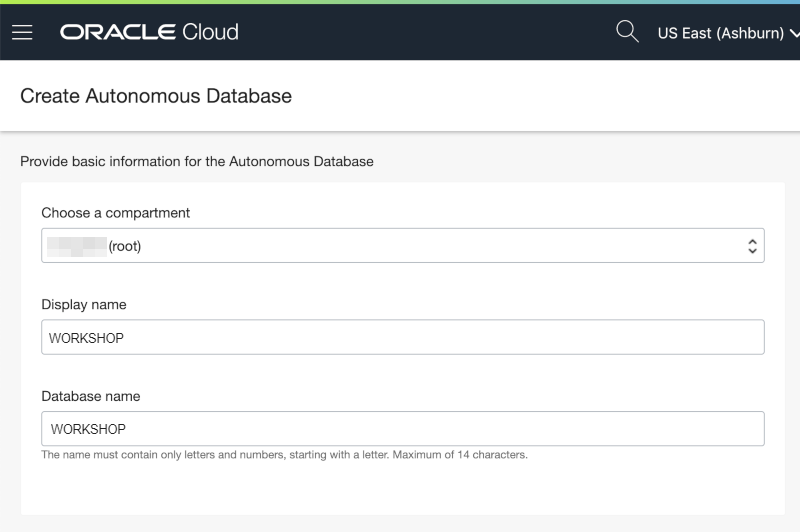 ORACLE Cloud
US East (Ashburn)
Create Autonomous Database
Provide basic information for the Autonomous Database
Choose a compartment
(root)
Display name
WORKSHOP
Database name
WORKSHOP
The name must contain only letters and numbers, starting with a letter. Maximum of 14 characters.